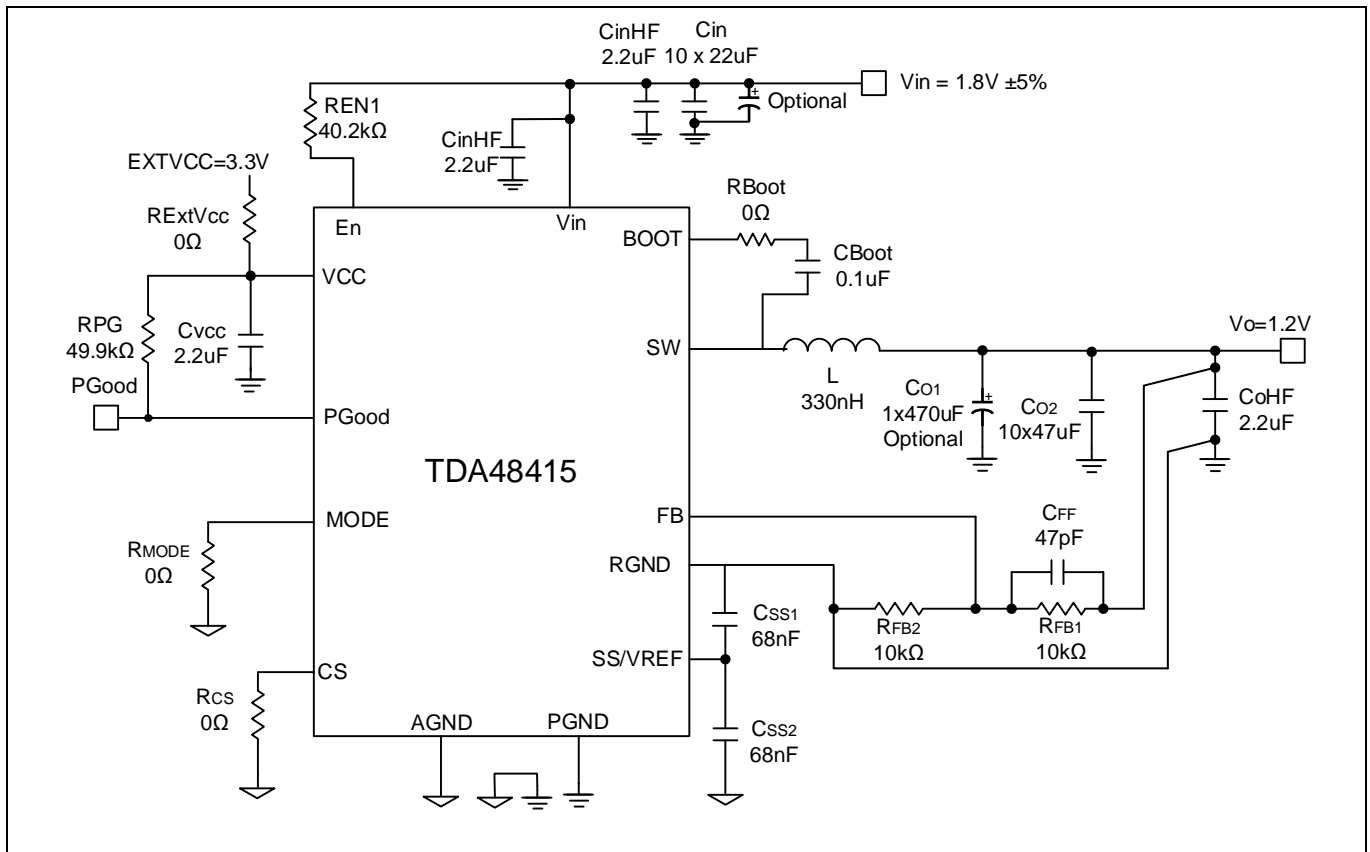 CinHF
2.2uF
Cin
10 x 22uF
Optional
Vin = 1.8V ±5%
REN1
40.2kΩ
CinHF
2.2uF
EXTVCC=3.3V
RExtVcc
0Ω
En
Vin
RBoot
0Ω
BOOT
CBoot
0.1uF
VCC
RPG
49.9kΩ
Cvcc
2.2uF
Vo=1.2V
SW
L
330nH
CO1
1x470uF
Optional
CO2
10x47uF
CoHF
2.2uF
PGood
PGood
TDA48415
MODE
FB
CFF
47pF
RMODE
0Ω
RGND
CSS1
68nF
RFB2
10kΩ
RFB1
10kΩ
SS/VREF
CS
RCS
0Ω
AGND
PGND
CSS2
68nF